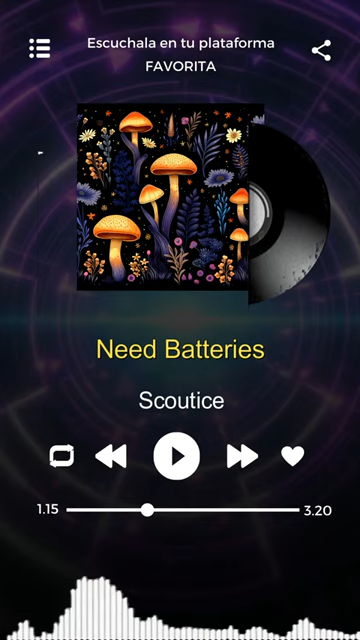 Escuchala en tu plataforma
FAVORITA
Need Batteries
Scoutice
1.15
3.20